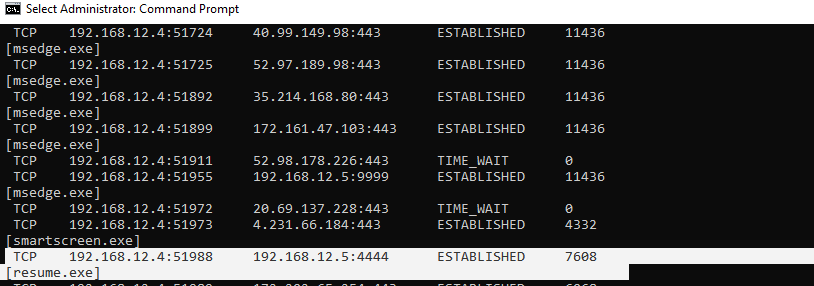 Select Administrator: Command Prompt
TCP 192.168.12.4:51724 40.99.149.98:443 ESTABLISHED 11436
[msedge.exe]
TCP 192.168.12.4:51725 52.97.189.98:443 ESTABLISHED 11436
[msedge.exe]
TCP 192.168.12.4:51892 35.214.168.80:443 ESTABLISHED 11436
[msedge.exe]
TCP 192.168.12.4:51899 172.161.47.103:443 ESTABLISHED 11436
[msedge.exe]
TCP 192.168.12.4:51911 52.98.178.226:443 TIME_WAIT 0
TCP 192.168.12.4:51955 192.168.12.5:9999 ESTABLISHED 11436
[msedge.exe]
TCP 192.168.12.4:51972 20.69.137.228:443 TIME_WAIT 0
TCP 192.168.12.4:51973 4.231.66.184:443 ESTABLISHED 4332
[smartscreen.exe]
TCP 192.168.12.4:51988 192.168.12.5:4444 ESTABLISHED 7608
[resume.exe]